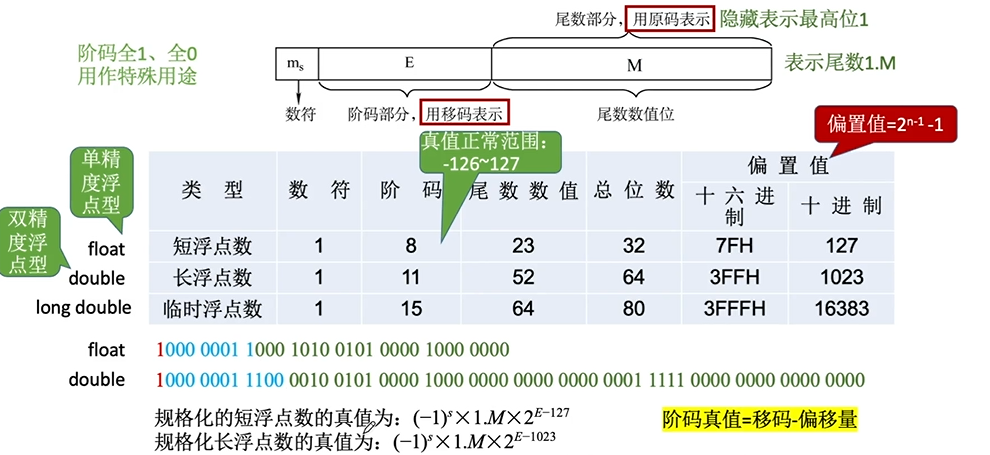 尾数部分，用原码表示 隐藏表示最高位1
阶码全1、全0
用作特殊用途
mₛ E M 表示尾数1.M
数符 阶码部分，用移码表示 尾数数值位
偏置值=2ⁿ⁻¹ -1
真值正常范围：
-126~127
单精度浮点型
双精度浮点型
类 型 数 符 阶 码 尾 数 数 值 总 位 数 偏 置 值
十 六 进 制 十 进 制
float 短浮点数 1 8 23 32 7FH 127
double 长浮点数 1 11 52 64 3FFH 1023
long double 临时浮点数 1 15 64 80 3FFFH 16383
float 1000 0001 1000 1010 0101 0000 1000 0000
double 1000 0001 1100 0010 0101 0000 1000 0000 0000 0000 0001 1111 0000 0000 0000 0000
规格化的短浮点数的真值为：(−1)ˢ×1.M×2ᴱ⁻¹²⁷
规格化长浮点数的真值为：(−1)ˢ×1.M×2ᴱ⁻¹⁰²³
阶码真值=移码-偏移量